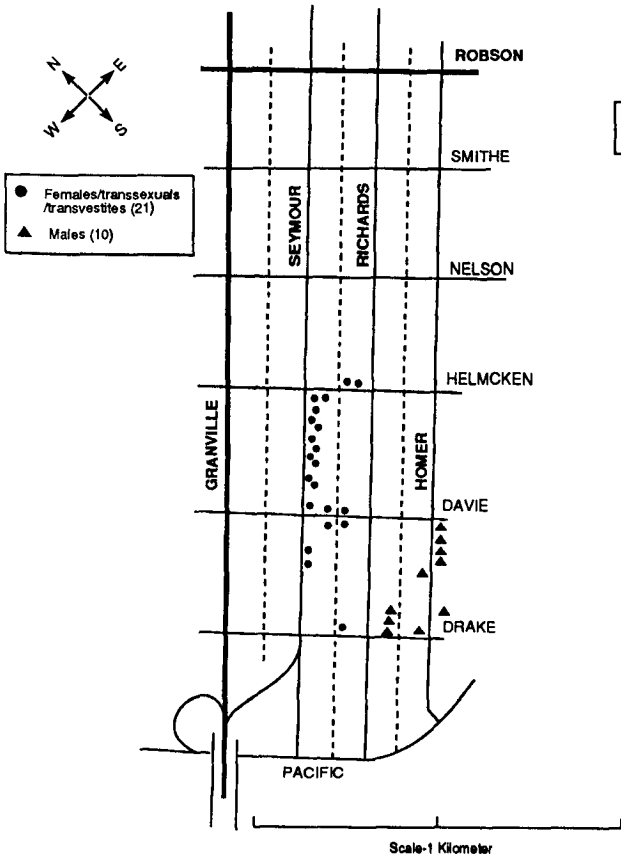 ROBSON
N
E
W
S
SMITHE
Females/transsexuals
/transvestites (21)
Males (10)
SEYMOUR
RICHARDS
NELSON
HELMCKEN
GRANVILLE
HOMER
DAVIE
DRAKE
PACIFIC
Scale-1 Kilometer